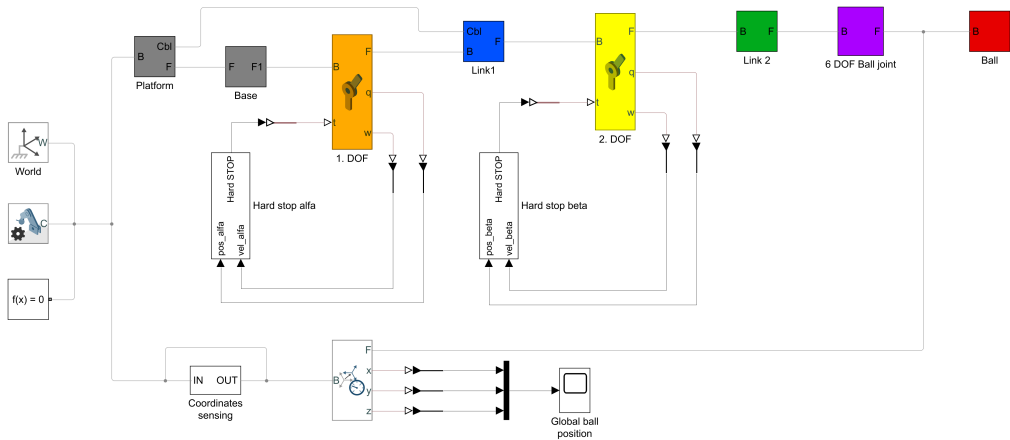 B
Cbl
F
Platform
F
F1
Base
B
F
q
t
w
1. DOF
Cbl
B
F
Link1
B
F
q
t
w
2. DOF
B
F
Link 2
B
F
6 DOF Ball joint
B
Ball
W
World
C
f(x) = 0
Hard STOP
pos_alfa
vel_alfa
Hard stop alfa
Hard STOP
pos_beta
vel_beta
Hard stop beta
IN
OUT
Coordinates
sensing
B
F
x
y
z
Global ball
position